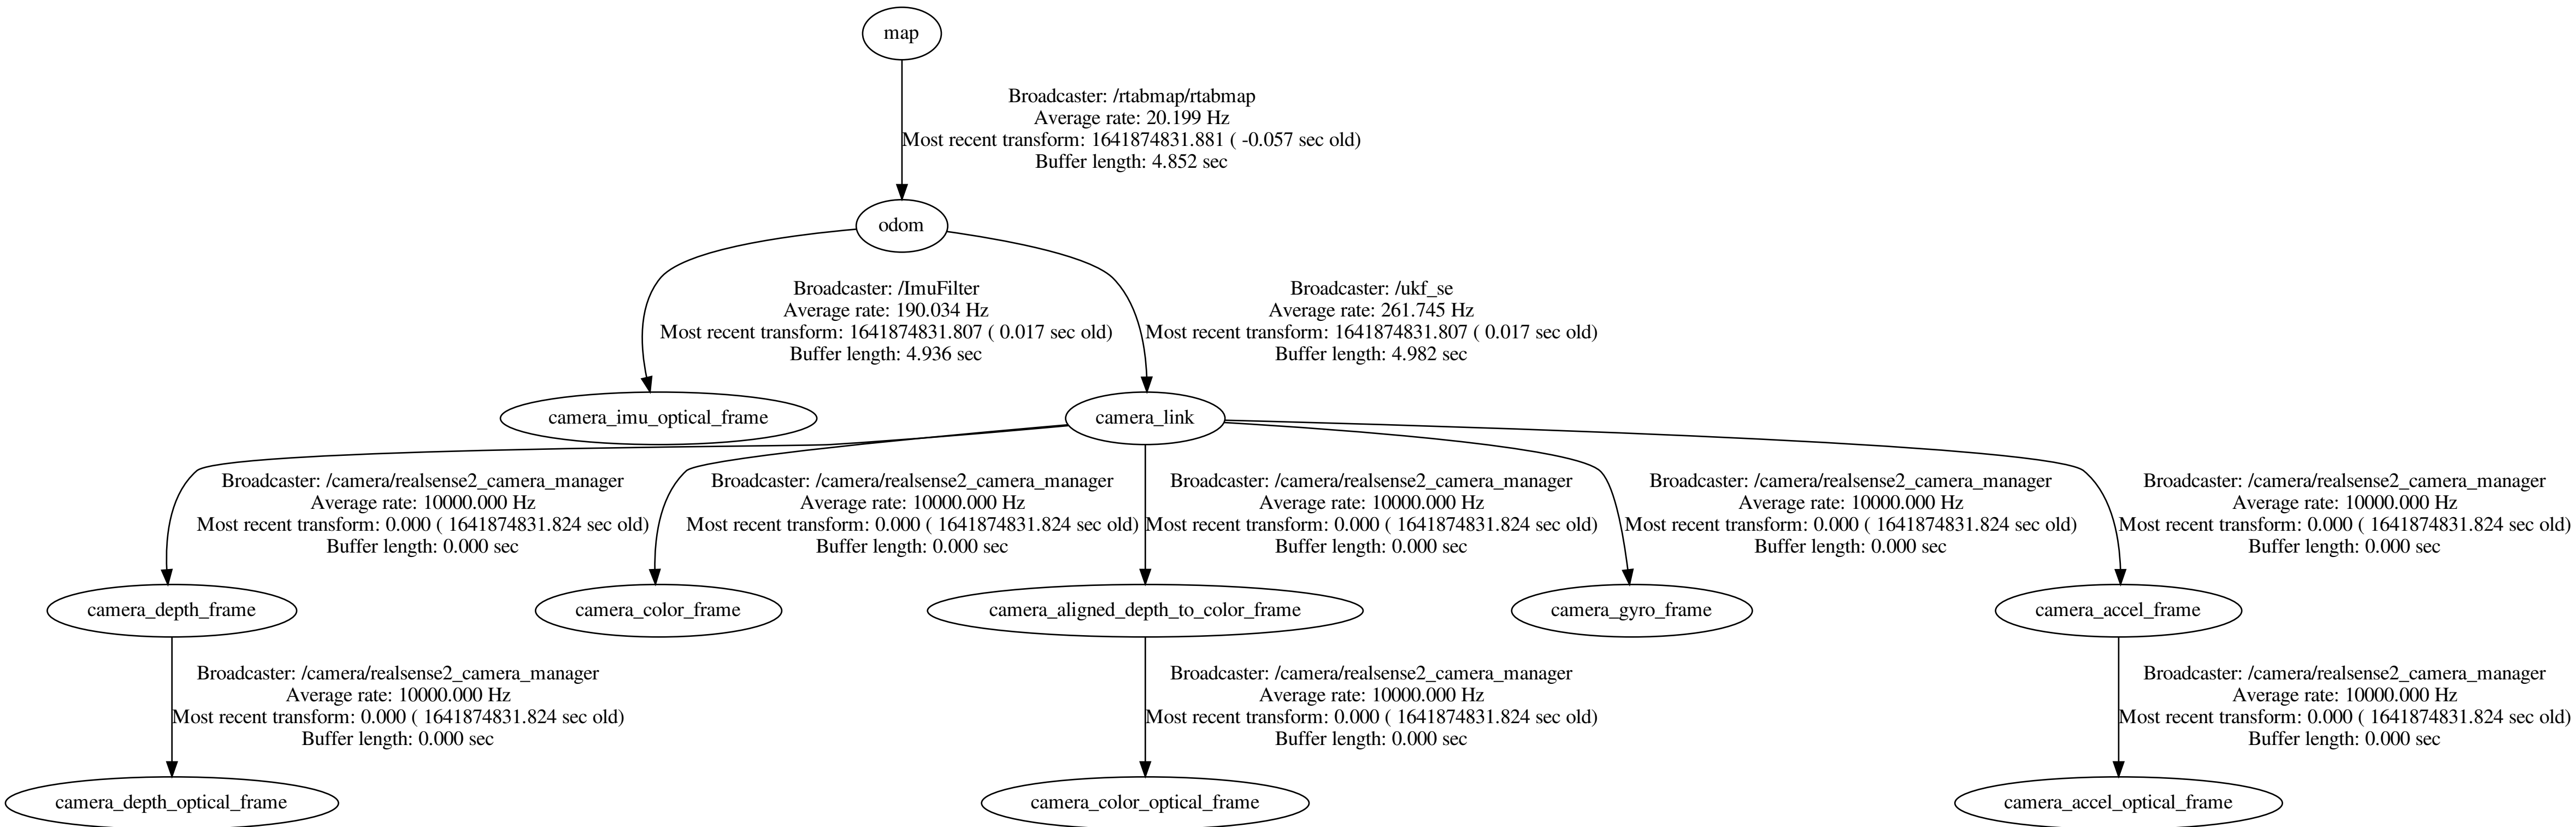 map
Broadcaster: /rtabmap/rtabmap
Average rate: 20.199 Hz
Most recent transform: 1641874831.881 ( -0.057 sec old)
Buffer length: 4.852 sec
odom
Broadcaster: /ImuFilter
Average rate: 190.034 Hz
Most recent transform: 1641874831.807 ( 0.017 sec old)
Buffer length: 4.936 sec
Broadcaster: /ukf_se
Average rate: 261.745 Hz
Most recent transform: 1641874831.807 ( 0.017 sec old)
Buffer length: 4.982 sec
camera_imu_optical_frame
camera_link
Broadcaster: /camera/realsense2_camera_manager
Average rate: 10000.000 Hz
Most recent transform: 0.000 ( 1641874831.824 sec old)
Buffer length: 0.000 sec
Broadcaster: /camera/realsense2_camera_manager
Average rate: 10000.000 Hz
Most recent transform: 0.000 ( 1641874831.824 sec old)
Buffer length: 0.000 sec
Broadcaster: /camera/realsense2_camera_manager
Average rate: 10000.000 Hz
Most recent transform: 0.000 ( 1641874831.824 sec old)
Buffer length: 0.000 sec
Broadcaster: /camera/realsense2_camera_manager
Average rate: 10000.000 Hz
Most recent transform: 0.000 ( 1641874831.824 sec old)
Buffer length: 0.000 sec
Broadcaster: /camera/realsense2_camera_manager
Average rate: 10000.000 Hz
Most recent transform: 0.000 ( 1641874831.824 sec old)
Buffer length: 0.000 sec
camera_depth_frame
camera_color_frame
camera_aligned_depth_to_color_frame
camera_gyro_frame
camera_accel_frame
Broadcaster: /camera/realsense2_camera_manager
Average rate: 10000.000 Hz
Most recent transform: 0.000 ( 1641874831.824 sec old)
Buffer length: 0.000 sec
Broadcaster: /camera/realsense2_camera_manager
Average rate: 10000.000 Hz
Most recent transform: 0.000 ( 1641874831.824 sec old)
Buffer length: 0.000 sec
Broadcaster: /camera/realsense2_camera_manager
Average rate: 10000.000 Hz
Most recent transform: 0.000 ( 1641874831.824 sec old)
Buffer length: 0.000 sec
camera_depth_optical_frame
camera_color_optical_frame
camera_accel_optical_frame